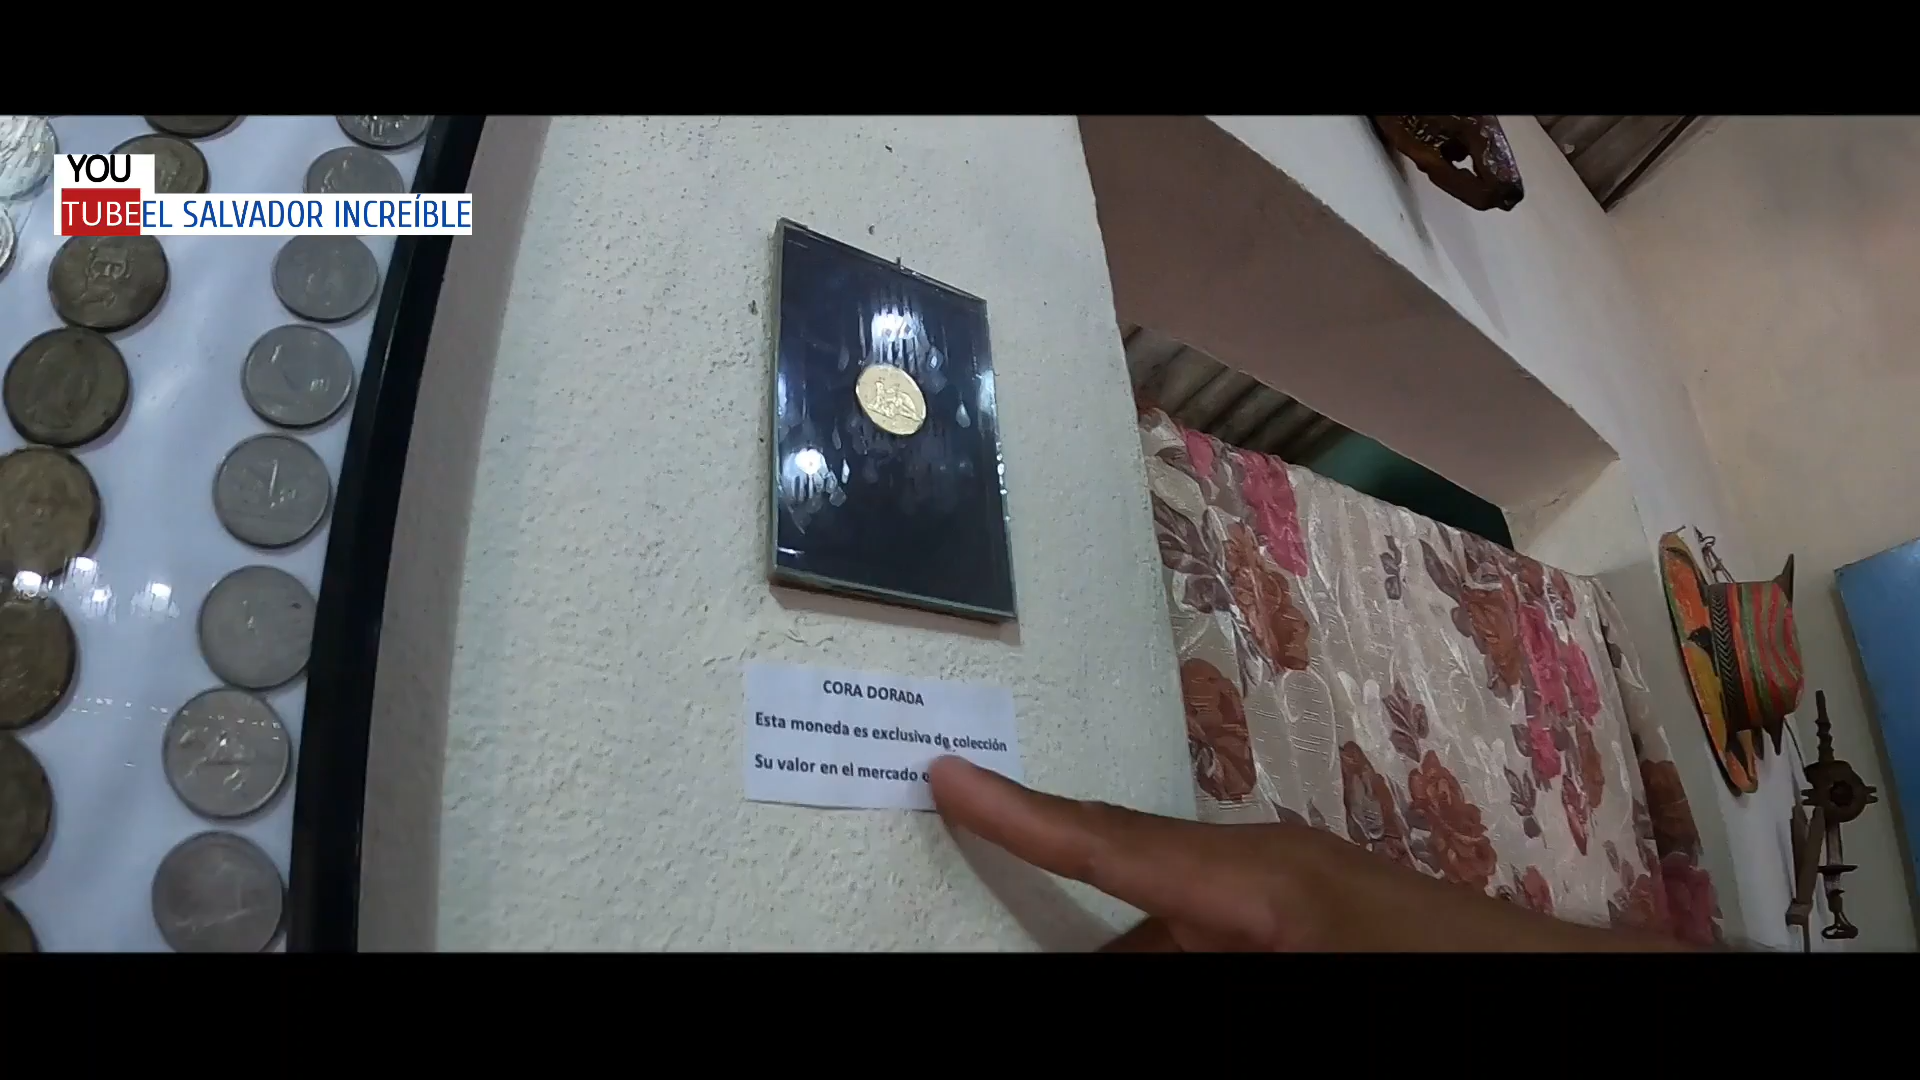 YOU
TUBE EL SALVADOR INCREÍBLE
CORA DORADA
Esta moneda es exclusiva de colección
Su valor en el mercado